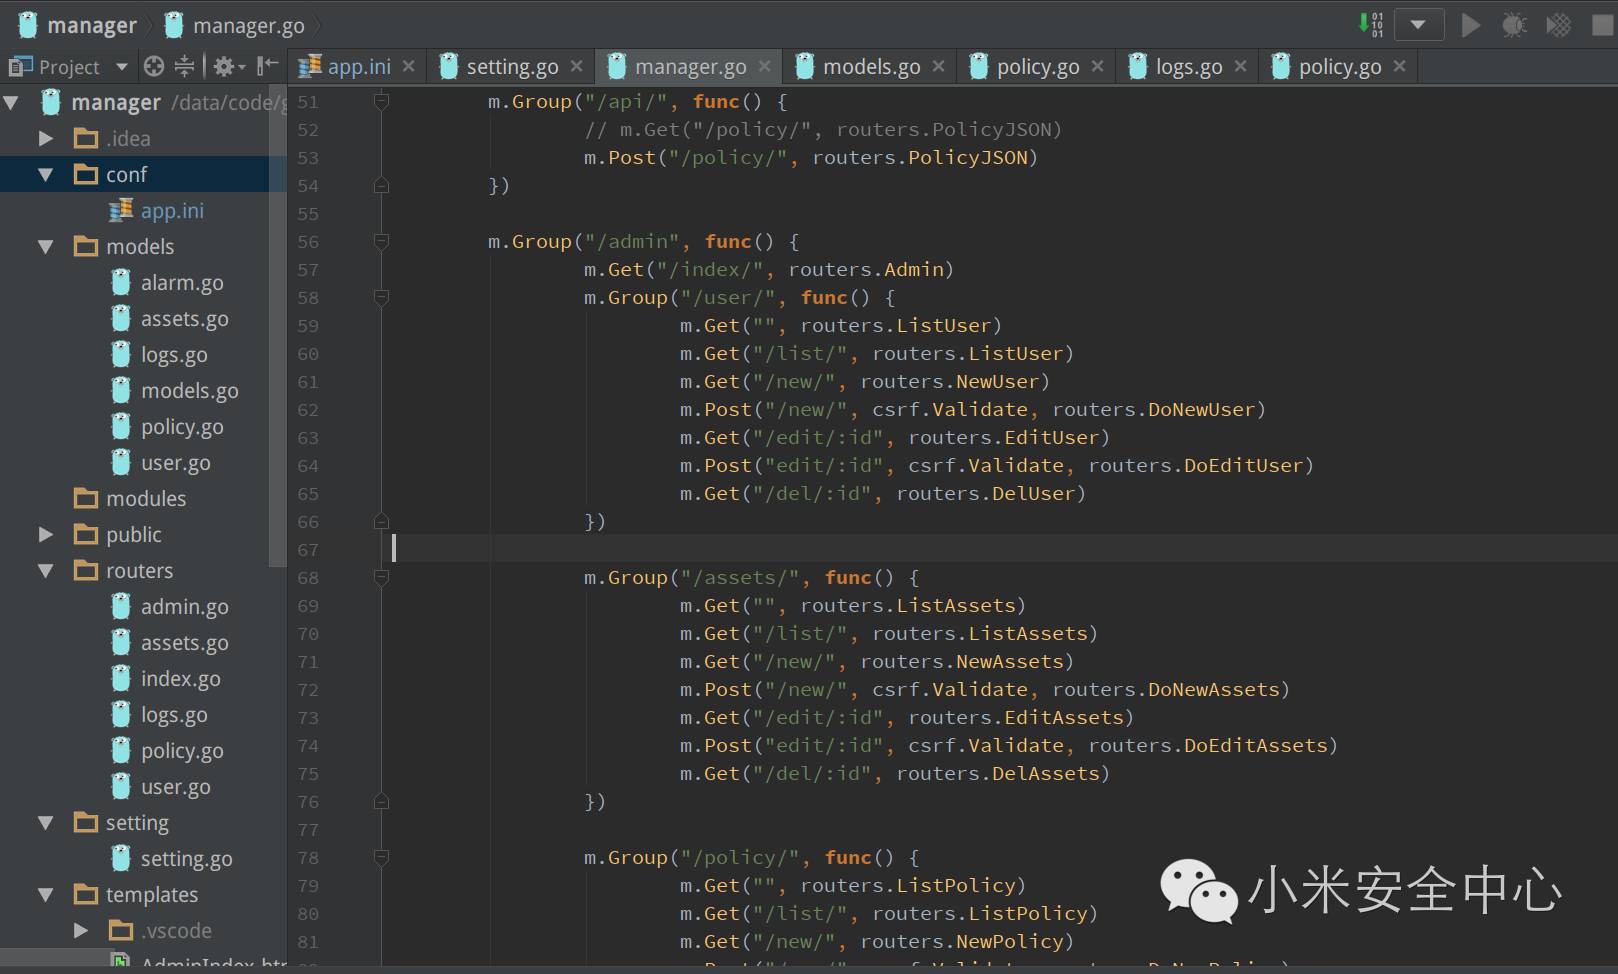 manager
manager.go
Project
app.ini
setting.go
manager.go
models.go
policy.go
logs.go
policy.go
manager /data/code/g
.idea
conf
app.ini
models
alarm.go
assets.go
logs.go
models.go
policy.go
user.go
modules
public
routers
admin.go
assets.go
index.go
logs.go
policy.go
user.go
setting
setting.go
templates
.vscode
51 m.Group("/api/", func() {
52 // m.Get("/policy/", routers.PolicyJSON)
53 m.Post("/policy/", routers.PolicyJSON)
54 })
55
56 m.Group("/admin", func() {
57 m.Get("/index/", routers.Admin)
58 m.Group("/user/", func() {
59 m.Get("", routers.ListUser)
60 m.Get("/list/", routers.ListUser)
61 m.Get("/new/", routers.NewUser)
62 m.Post("/new/", csrf.Validate, routers.DoNewUser)
63 m.Get("/edit/:id", routers.EditUser)
64 m.Post("edit/:id", csrf.Validate, routers.DoEditUser)
65 m.Get("/del/:id", routers.DelUser)
66 })
67
68 m.Group("/assets/", func() {
69 m.Get("", routers.ListAssets)
70 m.Get("/list/", routers.ListAssets)
71 m.Get("/new/", routers.NewAssets)
72 m.Post("/new/", csrf.Validate, routers.DoNewAssets)
73 m.Get("/edit/:id", routers.EditAssets)
74 m.Post("edit/:id", csrf.Validate, routers.DoEditAssets)
75 m.Get("/del/:id", routers.DelAssets)
76 })
77
78 m.Group("/policy/", func() {
79 m.Get("", routers.ListPolicy)
80 m.Get("/list/", routers.ListPolicy)
81 m.Get("/new/", routers.NewPolicy)
小米安全中心